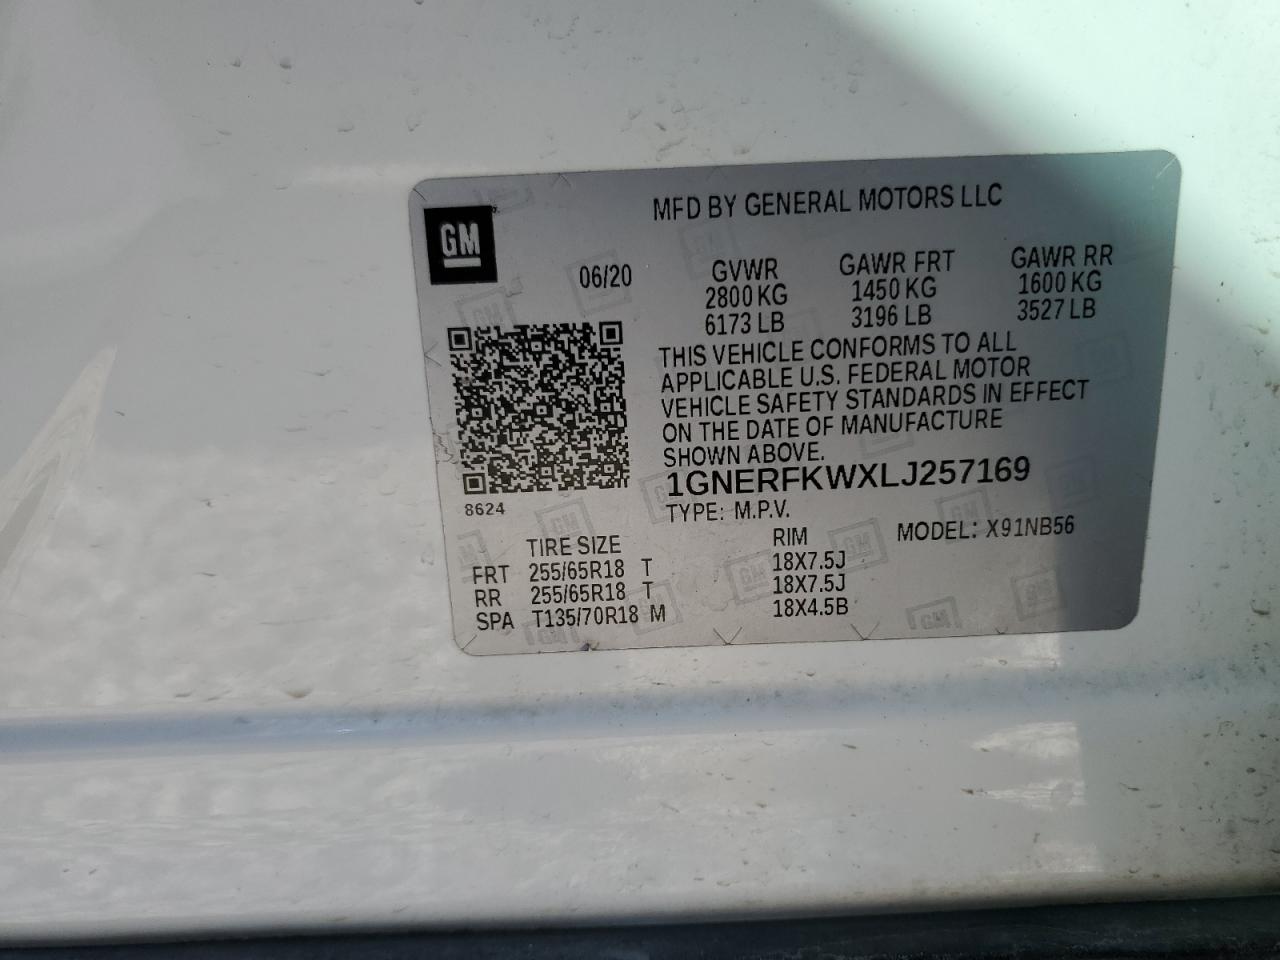 MFD BY GENERAL MOTORS LLC
GM
06/20
GVWR GAWR FRT GAWR RR
2800 KG 1450 KG 1600 KG
6173 LB 3196 LB 3527 LB
THIS VEHICLE CONFORMS TO ALL
APPLICABLE U.S. FEDERAL MOTOR
VEHICLE SAFETY STANDARDS IN EFFECT
ON THE DATE OF MANUFACTURE
SHOWN ABOVE.
1GNERFKWXLJ257169
8624
TYPE: M.P.V.
TIRE SIZE RIM MODEL: X91NB56
FRT 255/65R18 T 18X7.5J
RR 255/65R18 T 18X7.5J
SPA T135/70R18 M 18X4.5B